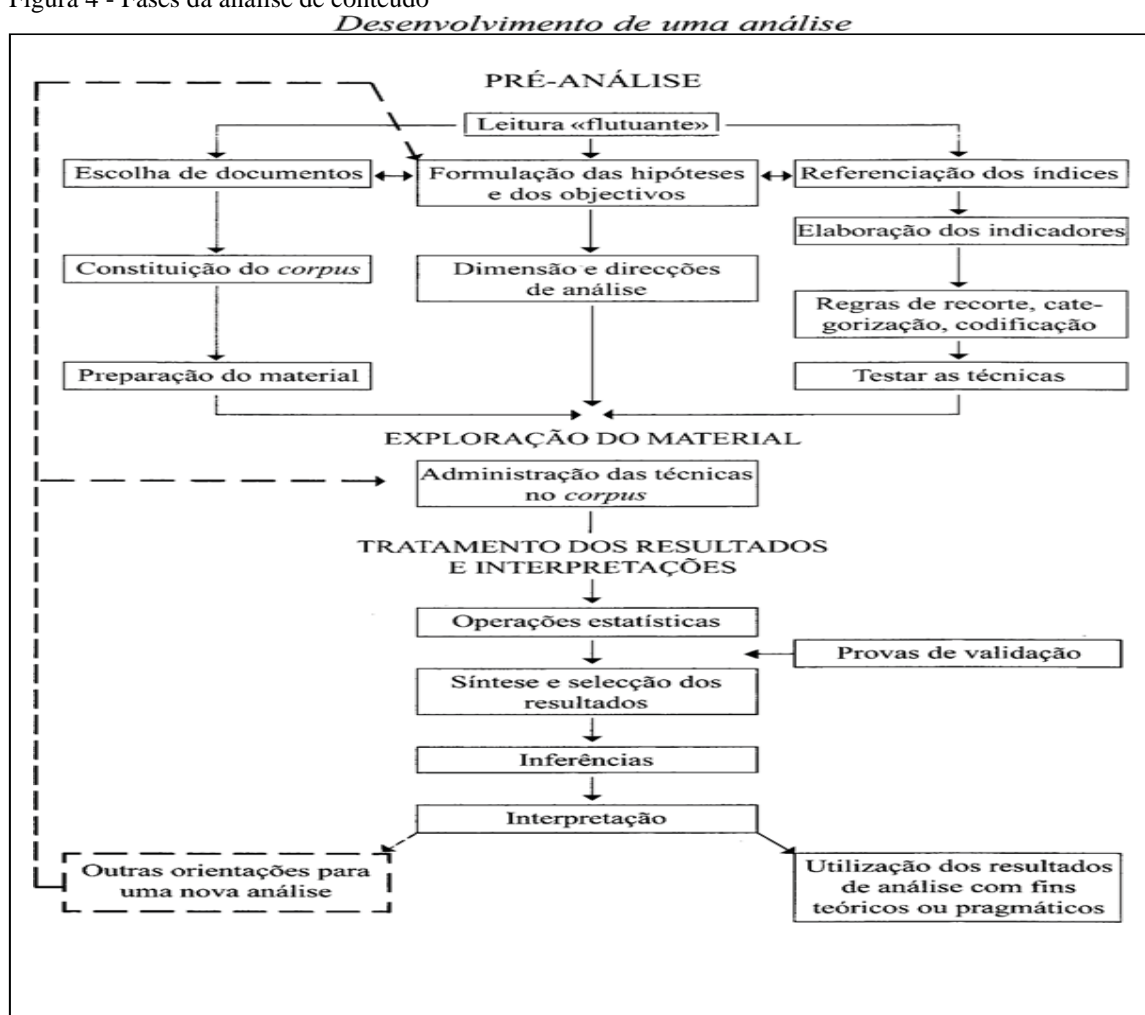 Figura 4 - Fases da análise de conteúdo
Desenvolvimento de uma análise
PRÉ-ANÁLISE
Leitura «flutuante»
Escolha de documentos
Formulação das hipóteses
e dos objectivos
Referenciação dos índices
Elaboração dos indicadores
Constituição do corpus
Dimensão e direcções
de análise
Regras de recorte, cate-
gorização, codificação
Preparação do material
Testar as técnicas
EXPLORAÇÃO DO MATERIAL
Administração das técnicas
no corpus
TRATAMENTO DOS RESULTADOS
E INTERPRETAÇÕES
Operações estatísticas
Provas de validação
Síntese e selecção dos
resultados
Inferências
Interpretação
Outras orientações para
uma nova análise
Utilização dos resultados
de análise com fins
teóricos ou pragmáticos